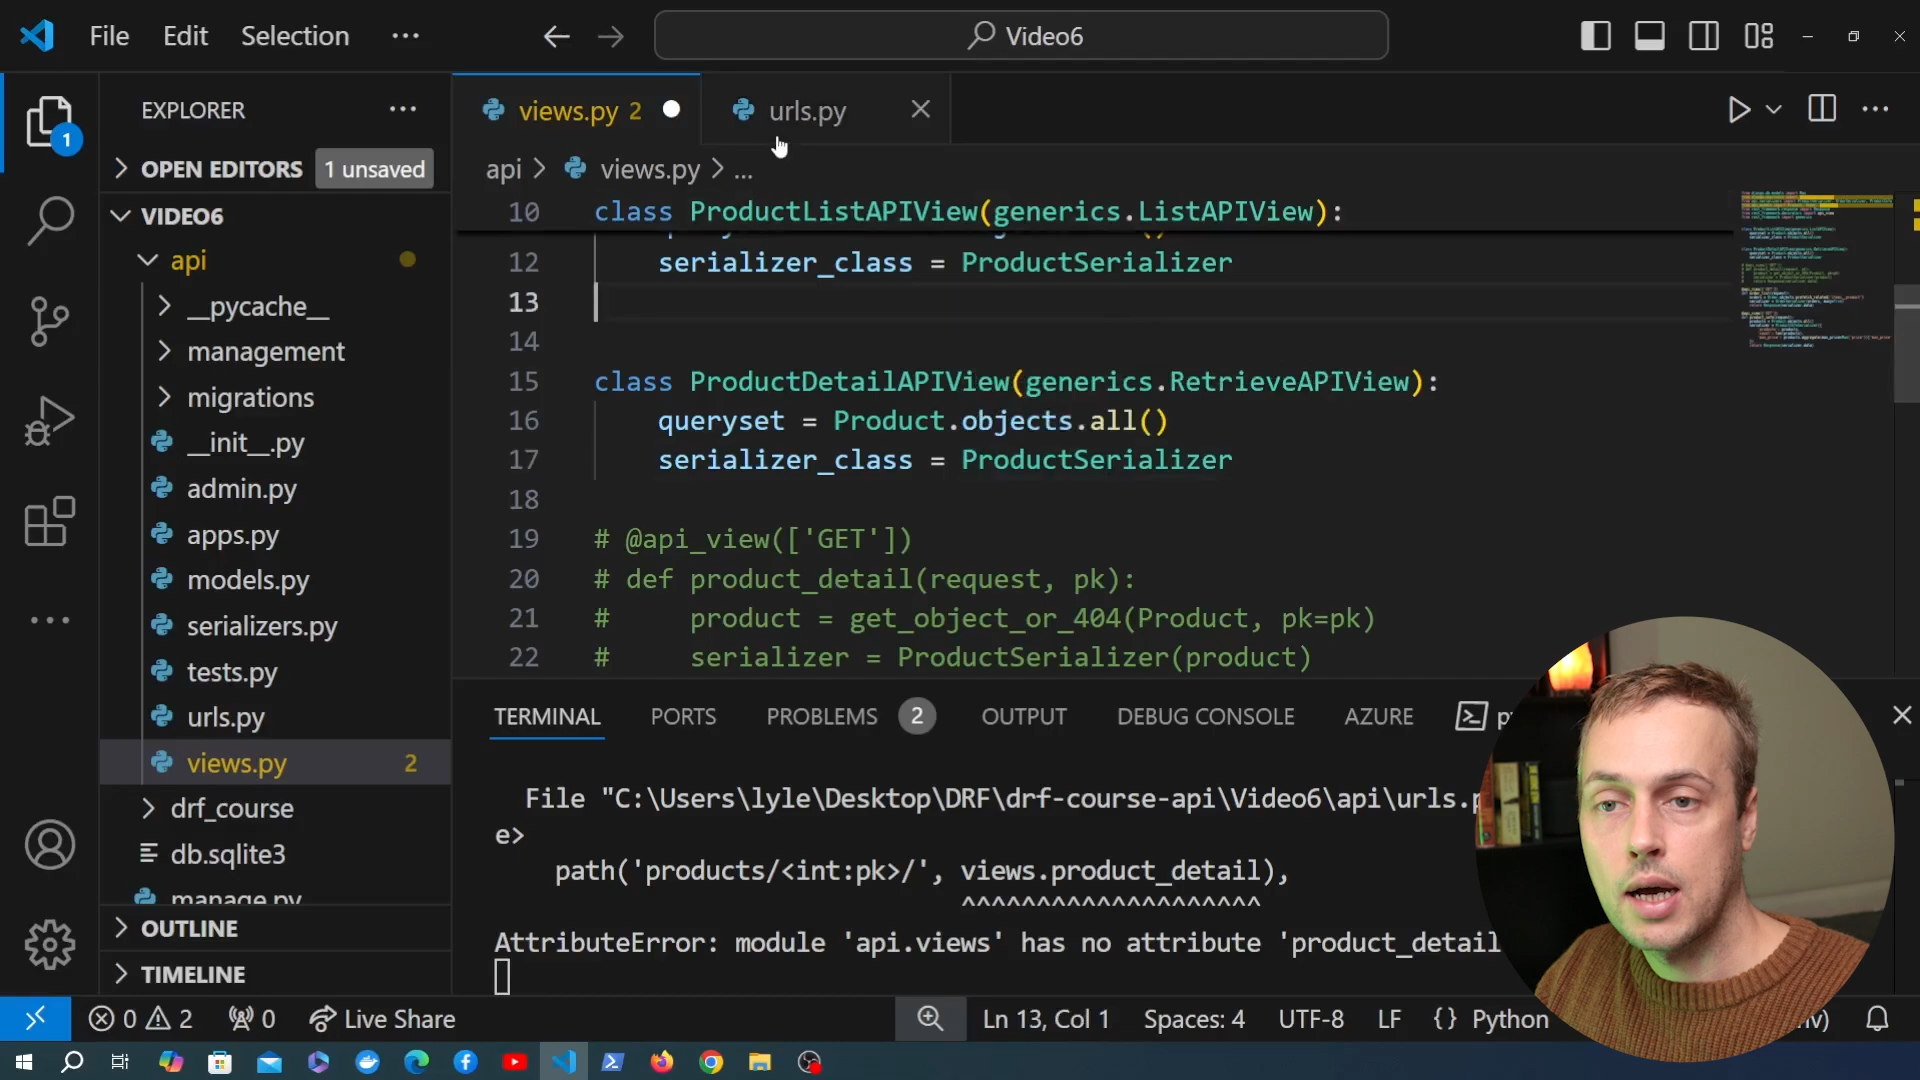 File Edit Selection ···
Video6
EXPLORER ···
views.py 2
urls.py
1
OPEN EDITORS 1 unsaved
api > views.py > ...
VIDEO6
10 class ProductListAPIView(generics.ListAPIView):
api
12 serializer_class = ProductSerializer
__pycache__
13
management
14
migrations
15 class ProductDetailAPIView(generics.RetrieveAPIView):
16 queryset = Product.objects.all()
__init__.py
17 serializer_class = ProductSerializer
admin.py
18
apps.py
19 # @api_view(['GET'])
models.py
20 # def product_detail(request, pk):
serializers.py
21 # product = get_object_or_404(Product, pk=pk)
tests.py
22 # serializer = ProductSerializer(product)
urls.py
TERMINAL PORTS PROBLEMS 2 OUTPUT DEBUG CONSOLE AZURE
views.py 2
drf_course
File "C:\Users\lyle\Desktop\DRF\drf-course-api\Video6\api\urls.p
e>
db.sqlite3
path('products/<int:pk>/', views.product_detail),
manage.py
^^^^^^^^^^^^^^^^^^^^
OUTLINE
AttributeError: module 'api.views' has no attribute 'product_detail
TIMELINE
0 2 0 Live Share Ln 13, Col 1 Spaces: 4 UTF-8 LF {} Python